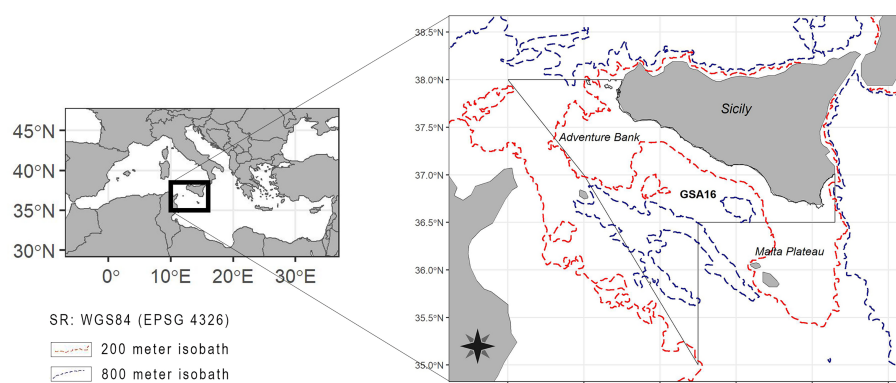 45°N
40°N
35°N
30°N
0°
10°E
20°E
30°E
SR: WGS84 (EPSG 4326)
200 meter isobath
800 meter isobath
38.5°N
38.0°N
37.5°N
37.0°N
36.5°N
36.0°N
35.5°N
35.0°N
Sicily
Adventure Bank
GSA16
Malta Plateau